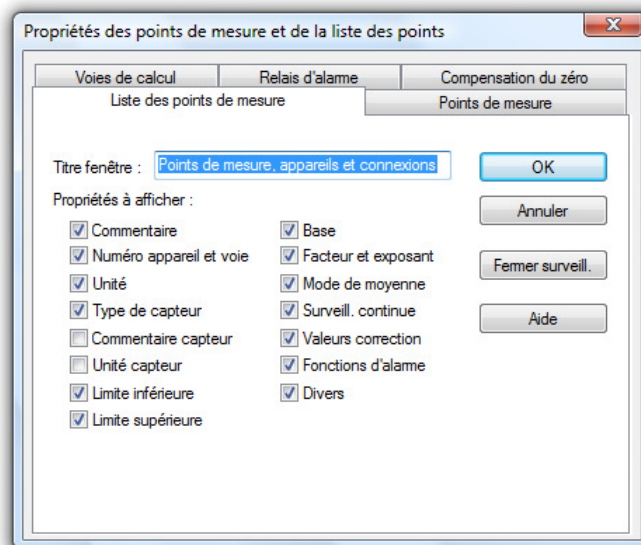 Propriétés des points de mesure et de la liste des points
Voies de calcul
Relais d'alarme
Compensation du zéro
Liste des points de mesure
Points de mesure
Titre fenêtre : Points de mesure, appareils et connexions
OK
Propriétés à afficher :
Annuler
Commentaire
Base
Numéro appareil et voie
Facteur et exposant
Fermer surveill.
Unité
Mode de moyenne
Type de capteur
Surveill. continue
Aide
Commentaire capteur
Valeurs correction
Unité capteur
Fonctions d'alarme
Limite inférieure
Divers
Limite supérieure